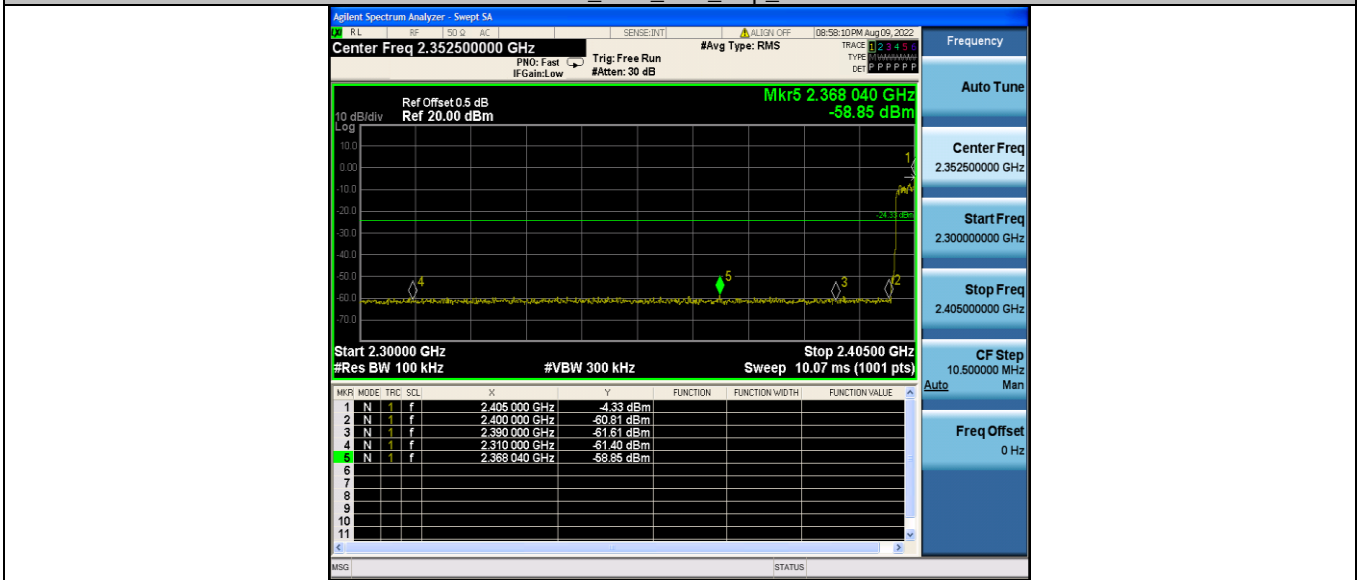 Agilent Spectrum Analyzer - Swept SA
RL RF 50 Ω AC SENSE:INT ALIGN OFF 08:58:10 PM Aug 09, 2022
Center Freq 2.352500000 GHz #Avg Type: RMS TRACE 1 2 3 4 5 6
PNO: Fast Trig: Free Run TYPE
IFGain:Low #Atten: 30 dB DET P P P P P P
Mkr5 2.368 040 GHz
Ref Offset 0.5 dB
10 dB/div Ref 20.00 dBm -58.85 dBm
Log
10.0
0.00
-10.0
-20.0
-24.33 dBm
-30.0
-40.0
-50.0
-60.0
-70.0
1
4
5
3
2
Start 2.30000 GHz Stop 2.40500 GHz
#Res BW 100 kHz #VBW 300 kHz Sweep 10.07 ms (1001 pts)
MKR MODE TRC SCL X Y FUNCTION FUNCTION WIDTH FUNCTION VALUE
1 N 1 f 2.405 000 GHz -4.33 dBm
2 N 1 f 2.400 000 GHz -60.81 dBm
3 N 1 f 2.390 000 GHz -61.61 dBm
4 N 1 f 2.310 000 GHz -61.40 dBm
5 N 1 f 2.368 040 GHz -58.85 dBm
6
7
8
9
10
11
MSG STATUS
Frequency
Auto Tune
Center Freq
2.352500000 GHz
Start Freq
2.300000000 GHz
Stop Freq
2.405000000 GHz
CF Step
10.500000 MHz
Auto Man
Freq Offset
0 Hz